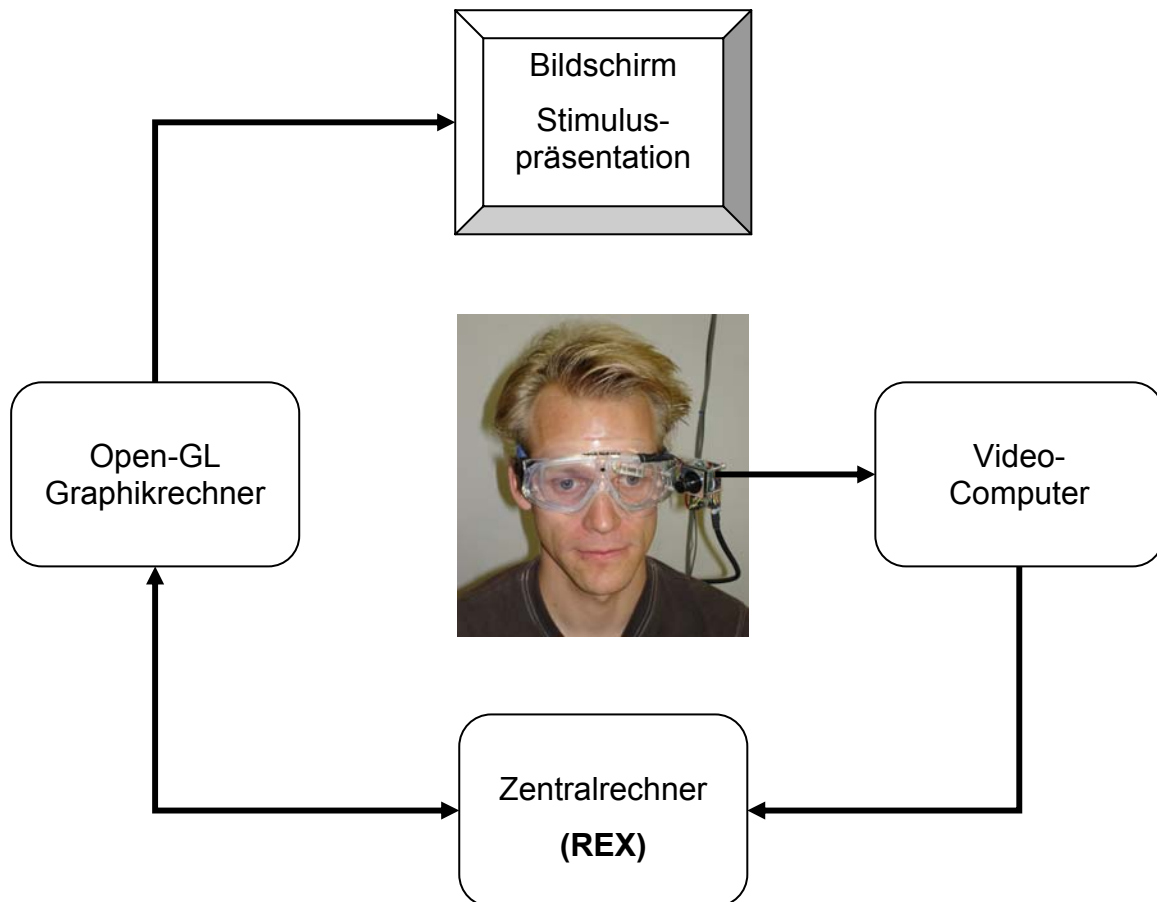 Bildschirm
Stimulus-
präsentation
Open-GL
Graphikrechner
Video-
Computer
Zentralrechner
(REX)